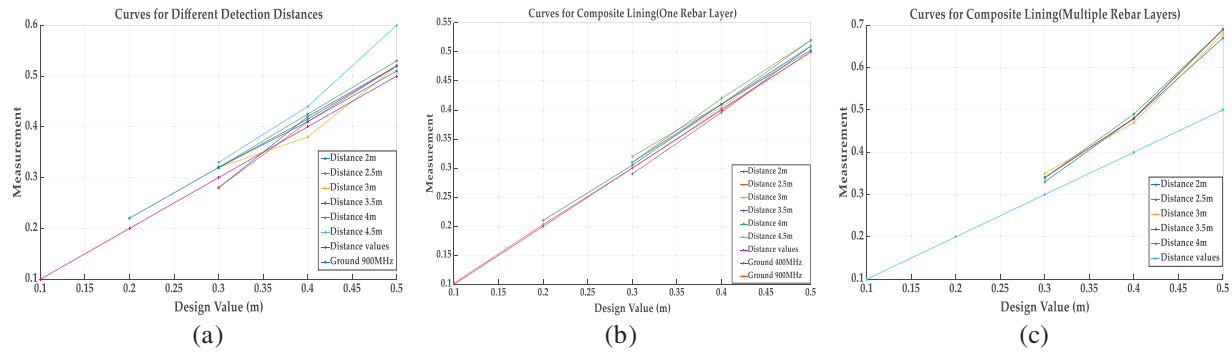 Curves for Different Detection Distances
Measurement
0.6
0.5
0.4
0.3
0.2
0.1
0.1
0.15
0.2
0.25
0.3
0.35
0.4
0.45
0.5
Design Value (m)
Distance 2m
Distance 2.5m
Distance 3m
Distance 3.5m
Distance 4m
Distance 4.5m
Distance values
Ground 900MHz
(a)
Curves for Composite Lining(One Rebar Layer)
Measurement
0.55
0.5
0.45
0.4
0.35
0.3
0.25
0.2
0.15
0.1
0.1
0.15
0.2
0.25
0.3
0.35
0.4
0.45
0.5
Design Value (m)
Distance 2m
Distance 2.5m
Distance 3m
Distance 3.5m
Distance 4m
Distance 4.5m
Distance values
Ground 400MHz
Ground 900MHz
(b)
Curves for Composite Lining(Multiple Rebar Layers)
Measurement
0.7
0.6
0.5
0.4
0.3
0.2
0.1
0.1
0.15
0.2
0.25
0.3
0.35
0.4
0.45
0.5
Design Value (m)
Distance 2m
Distance 2.5m
Distance 3m
Distance 3.5m
Distance 4m
Distance values
(c)